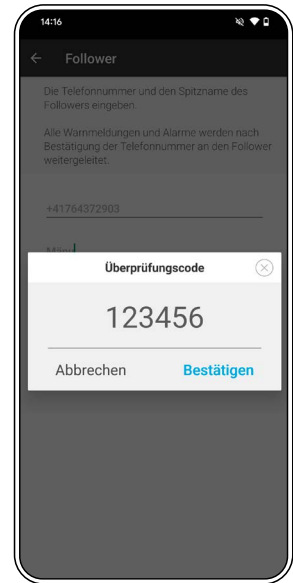 14:16
Follower
Die Telefonnummer und den Spitzname des
Followers eingeben.
Alle Warnmeldungen und Alarme werden nach
Bestätigung der Telefonnummer an den Follower
weitergeleitet.
+41764372903
Überprüfungscode
123456
Abbrechen
Bestätigen